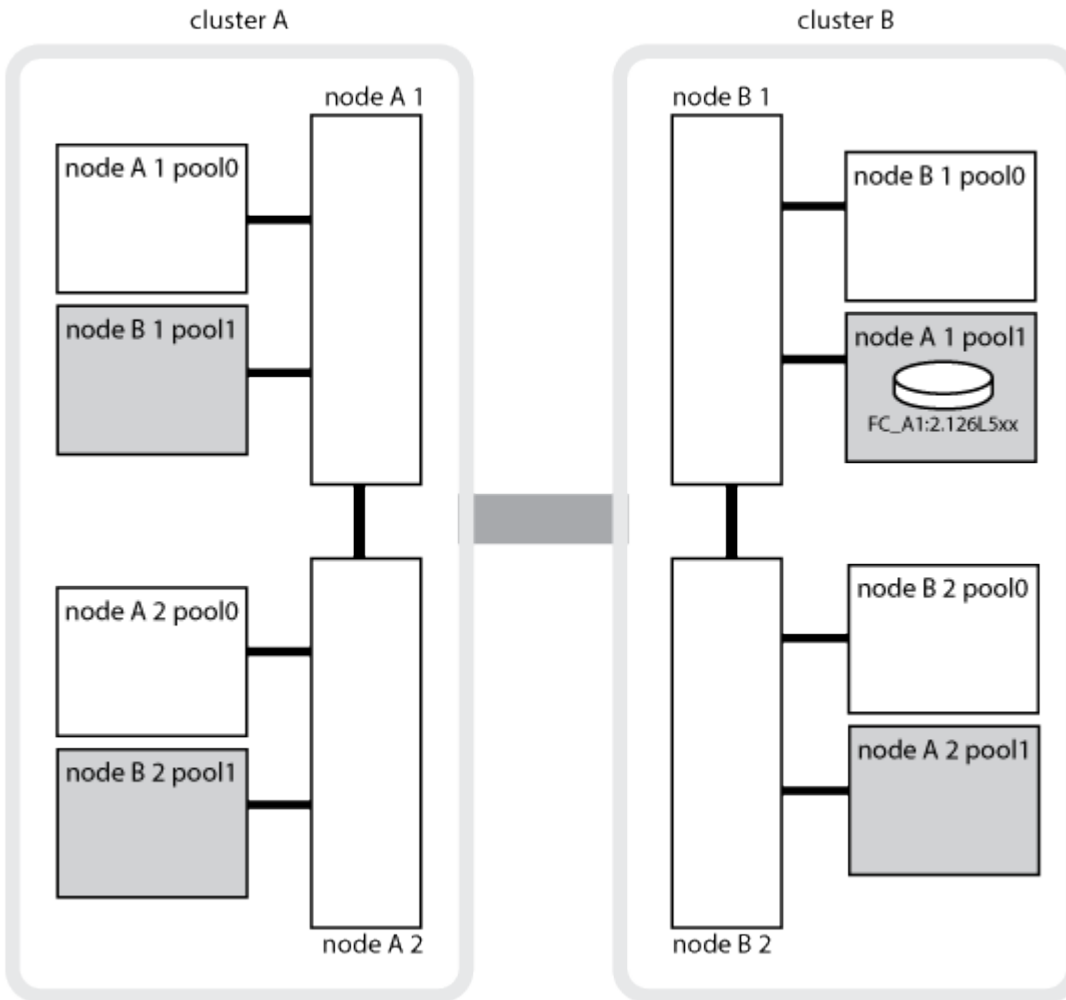 cluster A
cluster B
node A 1
node B 1
node A 1 pool0
node B 1 pool0
node B 1 pool1
node A 1 pool1
FC_A1:2.126L5xx
node A 2 pool0
node B 2 pool0
node B 2 pool1
node A 2 pool1
node A 2
node B 2